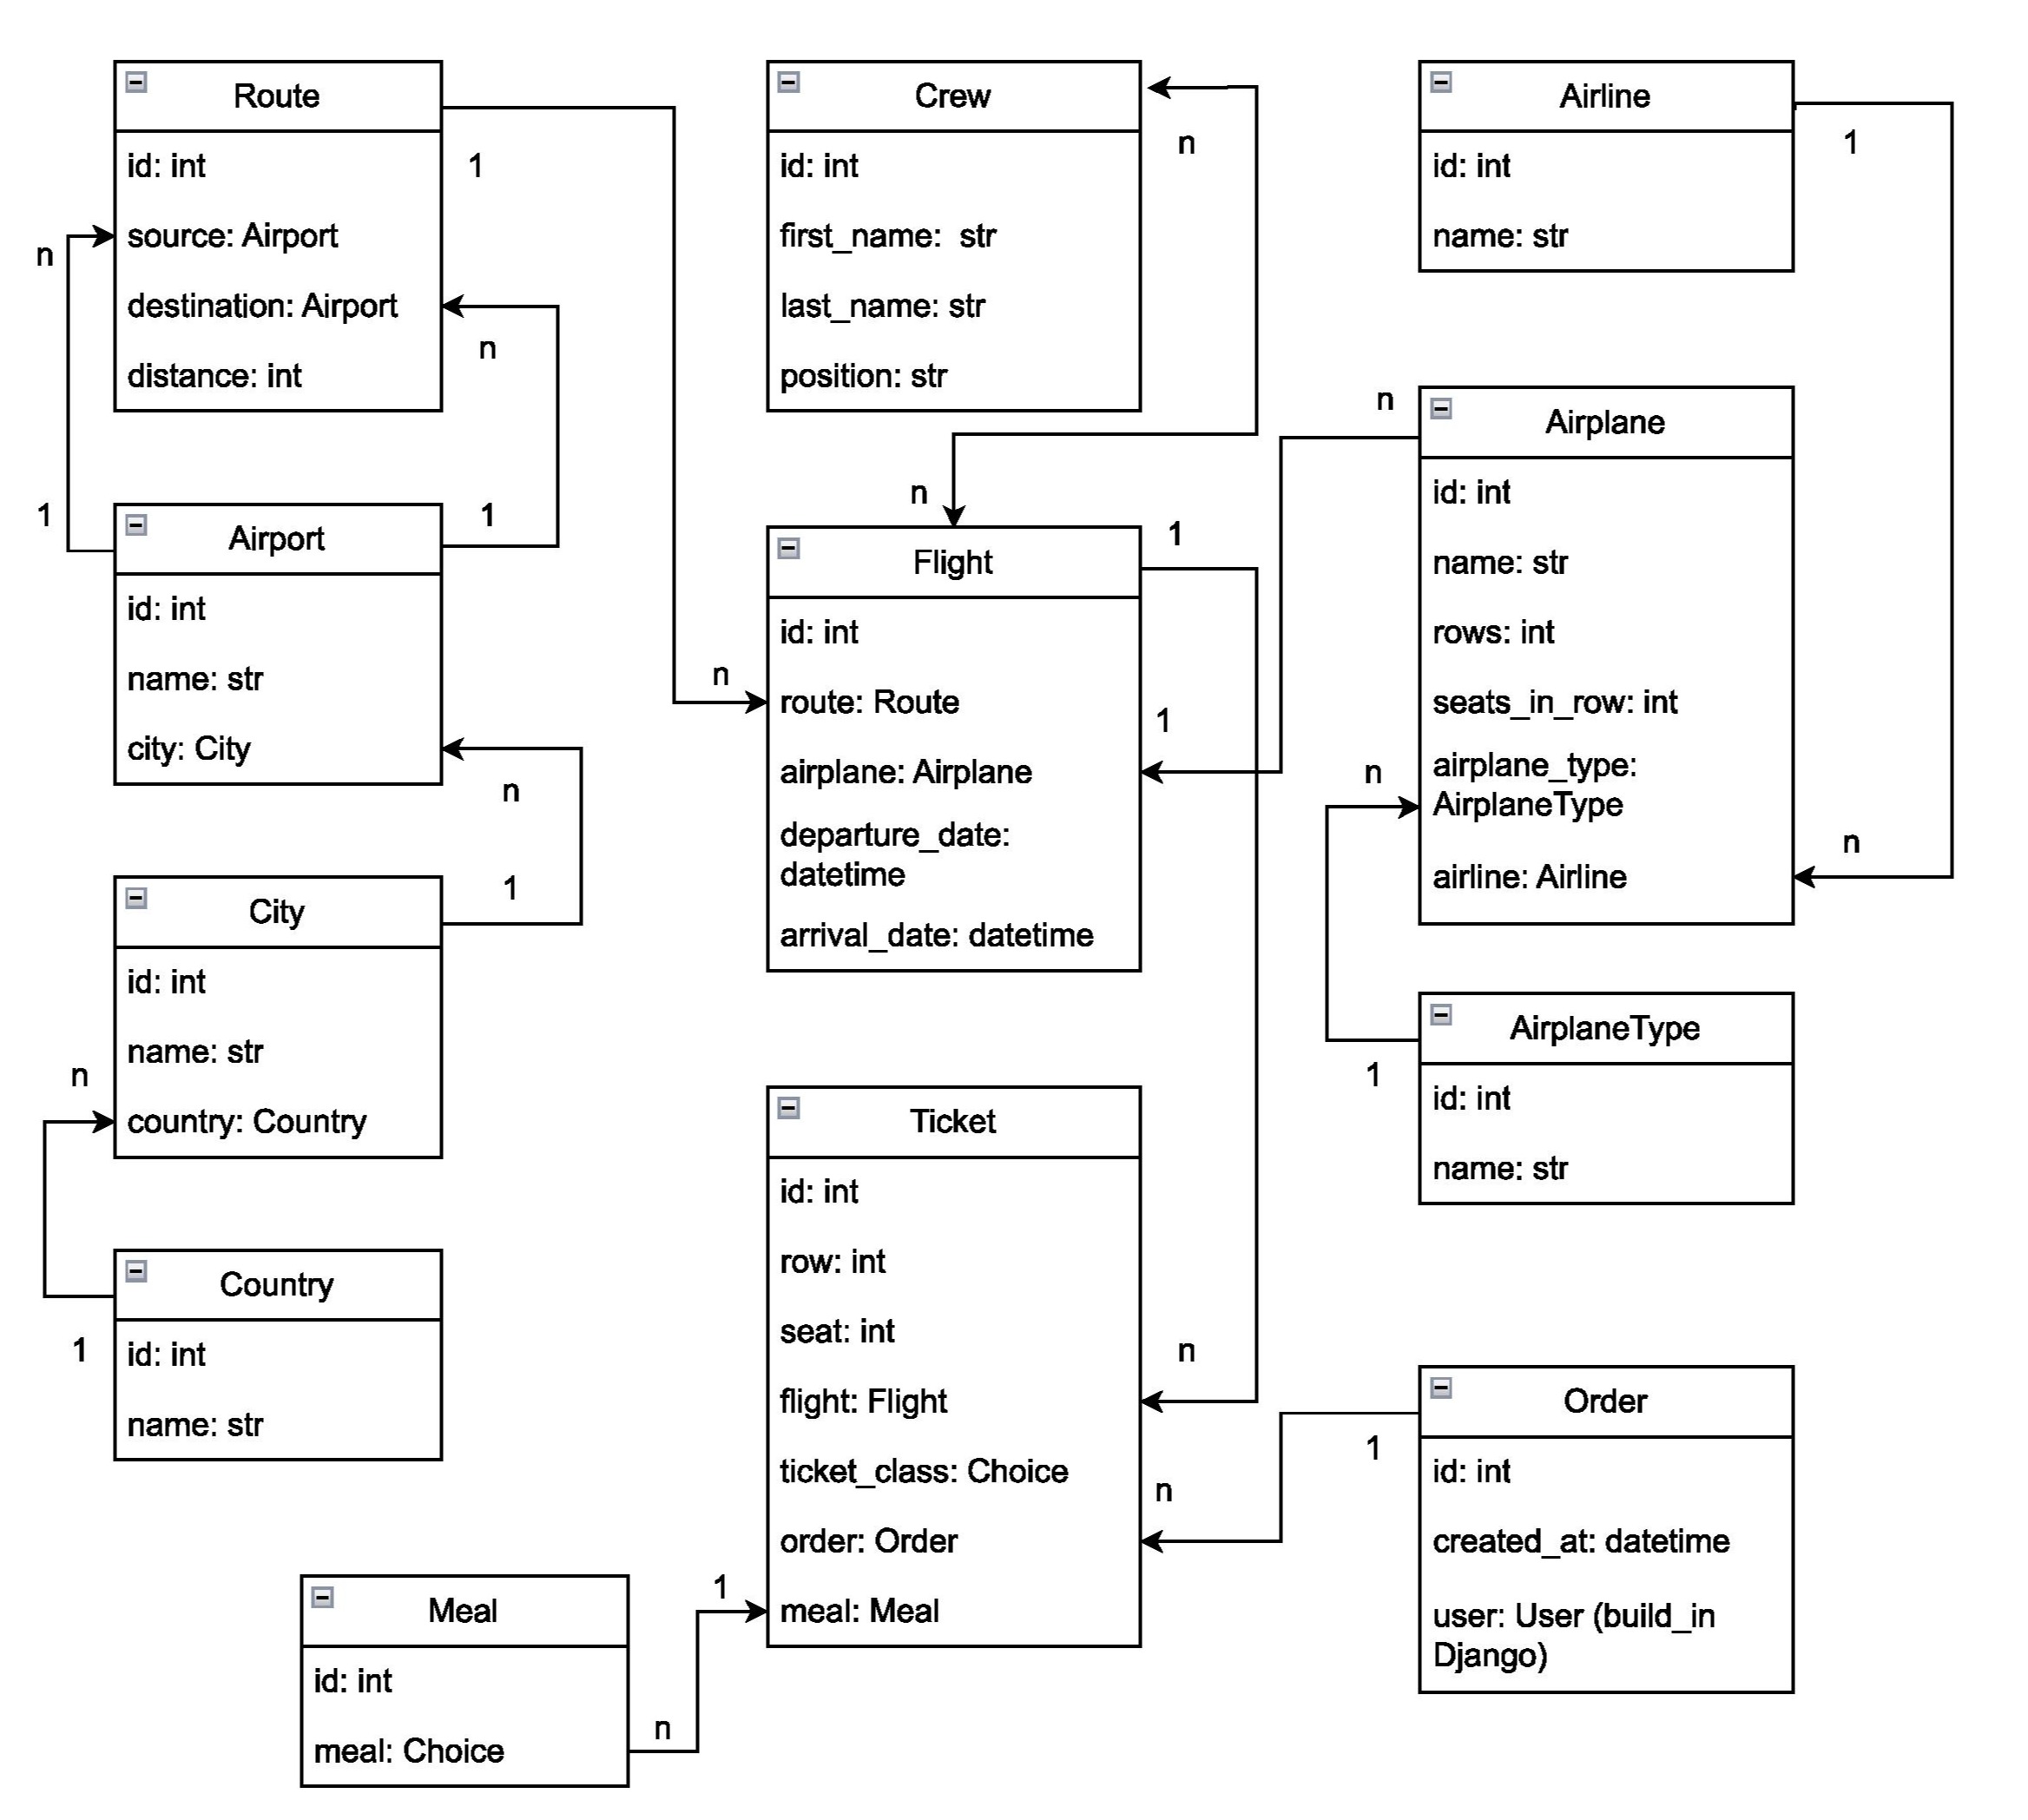 Route
id: int
source: Airport
destination: Airport
distance: int
1
n
n
Airport
1
1
id: int
name: str
city: City
n
City
1
id: int
name: str
country: Country
n
Country
1
id: int
name: str
Crew
n
id: int
first_name:  str
last_name: str
position: str
n
Flight
1
id: int
n
route: Route
1
airplane: Airplane
departure_date:
datetime
arrival_date: datetime
Ticket
id: int
row: int
seat: int
n
flight: Flight
ticket_class: Choice
n
order: Order
1
meal: Meal
Meal
id: int
n
meal: Choice
Airline
1
id: int
name: str
n
Airplane
id: int
name: str
rows: int
seats_in_row: int
n
airplane_type:
AirplaneType
n
airline: Airline
AirplaneType
1
id: int
name: str
Order
1
id: int
created_at: datetime
user: User (build_in
Django)